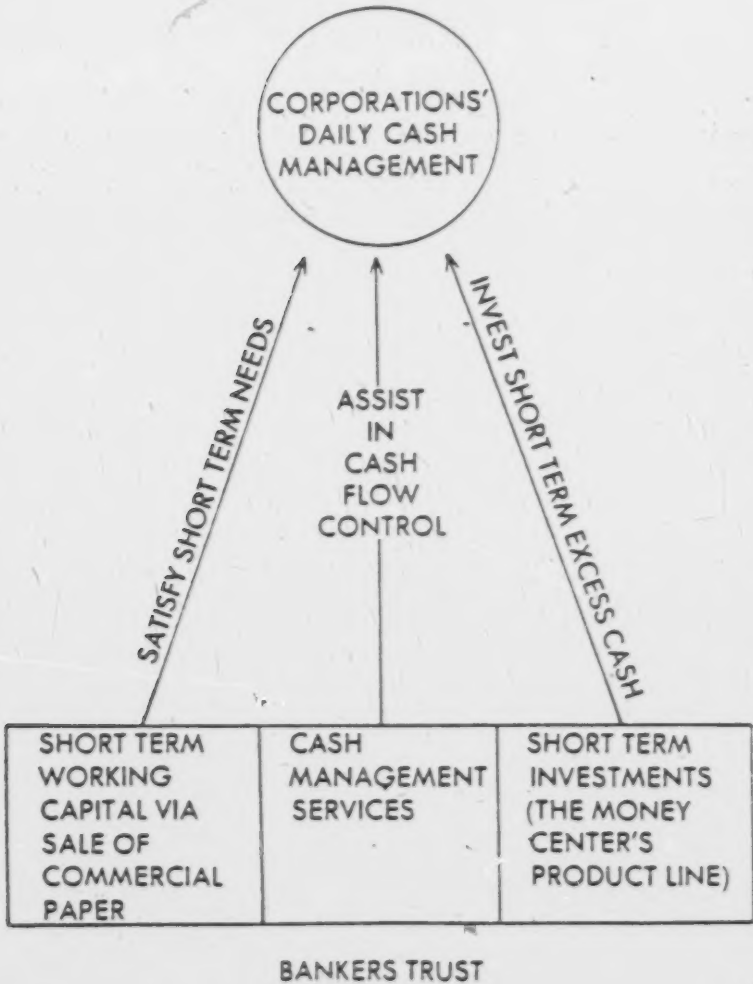 CORPORATIONS'
DAILY CASH
MANAGEMENT
SATISFY SHORT TERM NEEDS
ASSIST
IN
CASH
FLOW
CONTROL
INVEST SHORT TERM EXCESS CASH
SHORT TERM
WORKING
CAPITAL VIA
SALE OF
COMMERCIAL
PAPER
CASH
MANAGEMENT
SERVICES
SHORT TERM
INVESTMENTS
(THE MONEY
CENTER'S
PRODUCT LINE)
BANKERS TRUST